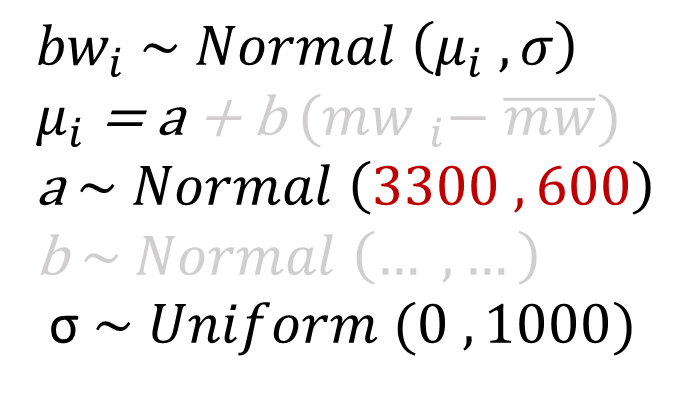 bwᵢ ~ Normal (μᵢ , σ)
μᵢ = a + b (mw ᵢ− m̅w̅)
a ~ Normal (3300 , 600)
b ~ Normal (… , …)
σ ~ Uniform (0 , 1000)